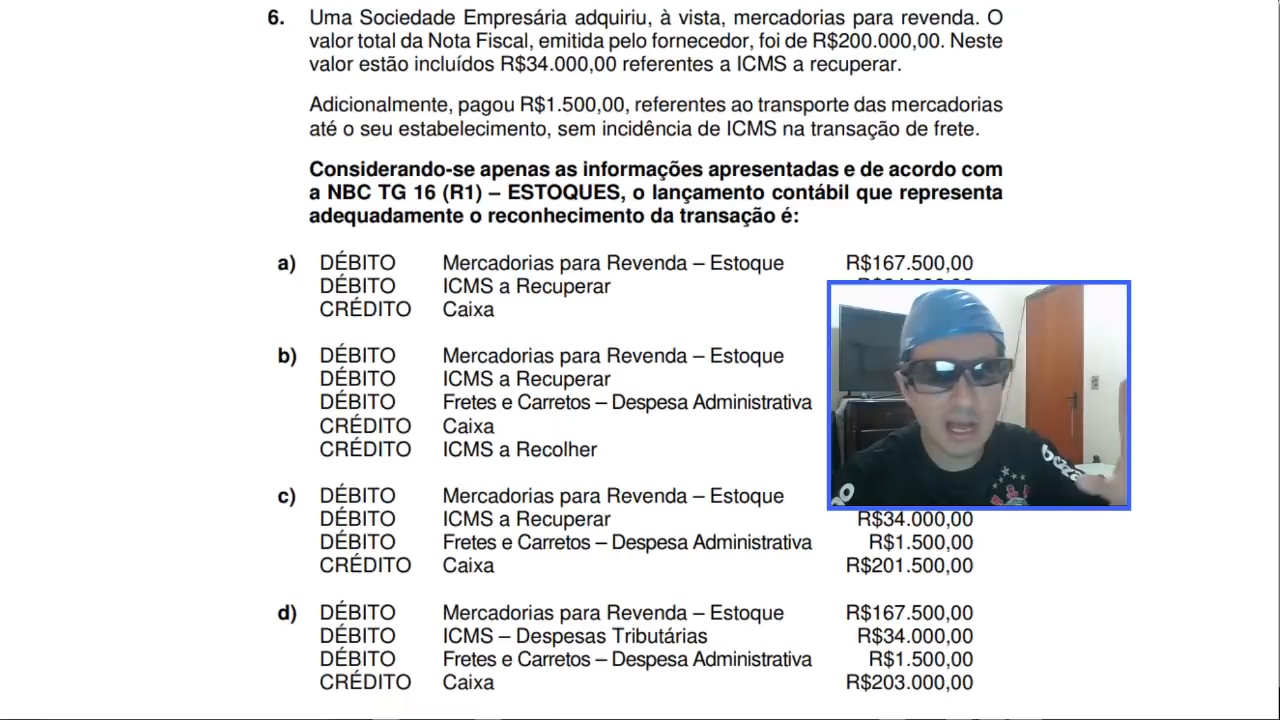 6. Uma Sociedade Empresária adquiriu, à vista, mercadorias para revenda. O
valor total da Nota Fiscal, emitida pelo fornecedor, foi de R$200.000,00. Neste
valor estão incluídos R$34.000,00 referentes a ICMS a recuperar.
Adicionalmente, pagou R$1.500,00, referentes ao transporte das mercadorias
até o seu estabelecimento, sem incidência de ICMS na transação de frete.
Considerando-se apenas as informações apresentadas e de acordo com
a NBC TG 16 (R1) – ESTOQUES, o lançamento contábil que representa
adequadamente o reconhecimento da transação é:
a) DÉBITO Mercadorias para Revenda – Estoque R$167.500,00
DÉBITO ICMS a Recuperar
CRÉDITO Caixa
b) DÉBITO Mercadorias para Revenda – Estoque
DÉBITO ICMS a Recuperar
DÉBITO Fretes e Carretos – Despesa Administrativa
CRÉDITO Caixa
CRÉDITO ICMS a Recolher
c) DÉBITO Mercadorias para Revenda – Estoque
DÉBITO ICMS a Recuperar R$34.000,00
DÉBITO Fretes e Carretos – Despesa Administrativa R$1.500,00
CRÉDITO Caixa R$201.500,00
d) DÉBITO Mercadorias para Revenda – Estoque R$167.500,00
DÉBITO ICMS – Despesas Tributárias R$34.000,00
DÉBITO Fretes e Carretos – Despesa Administrativa R$1.500,00
CRÉDITO Caixa R$203.000,00